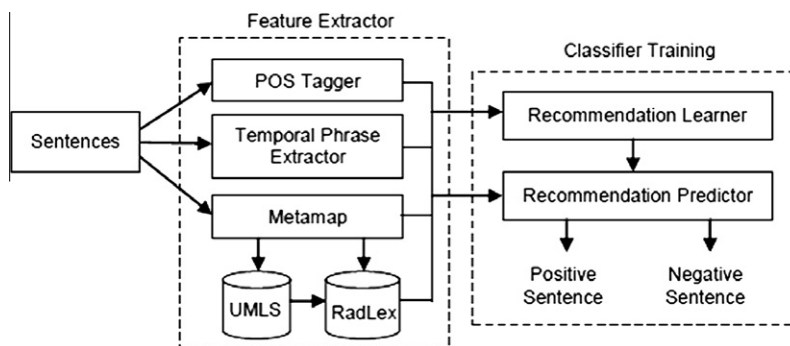 Feature Extractor
Classifier Training
Sentences
POS Tagger
Temporal Phrase
Extractor
Metamap
UMLS
RadLex
Recommendation Learner
Recommendation Predictor
Positive
Sentence
Negative
Sentence